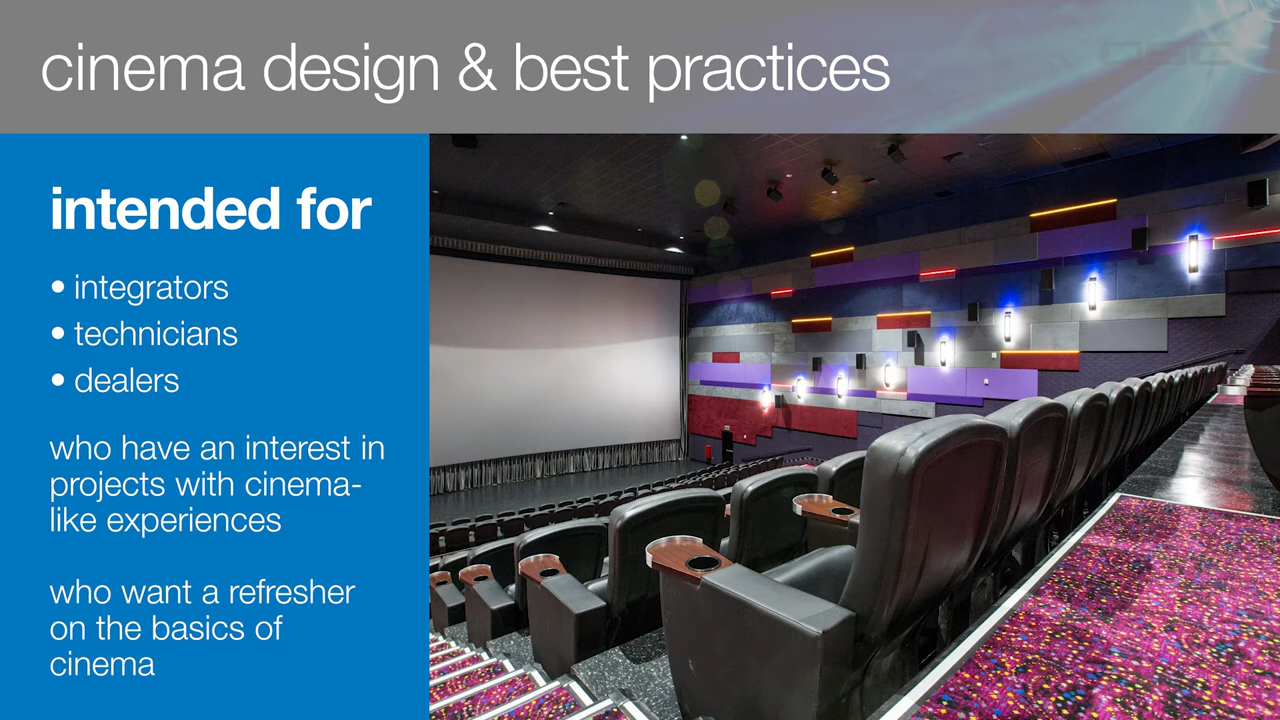 cinema design & best practices
QSC
intended for
• integrators
• technicians
• dealers
who have an interest in
projects with cinema-
like experiences
who want a refresher
on the basics of
cinema